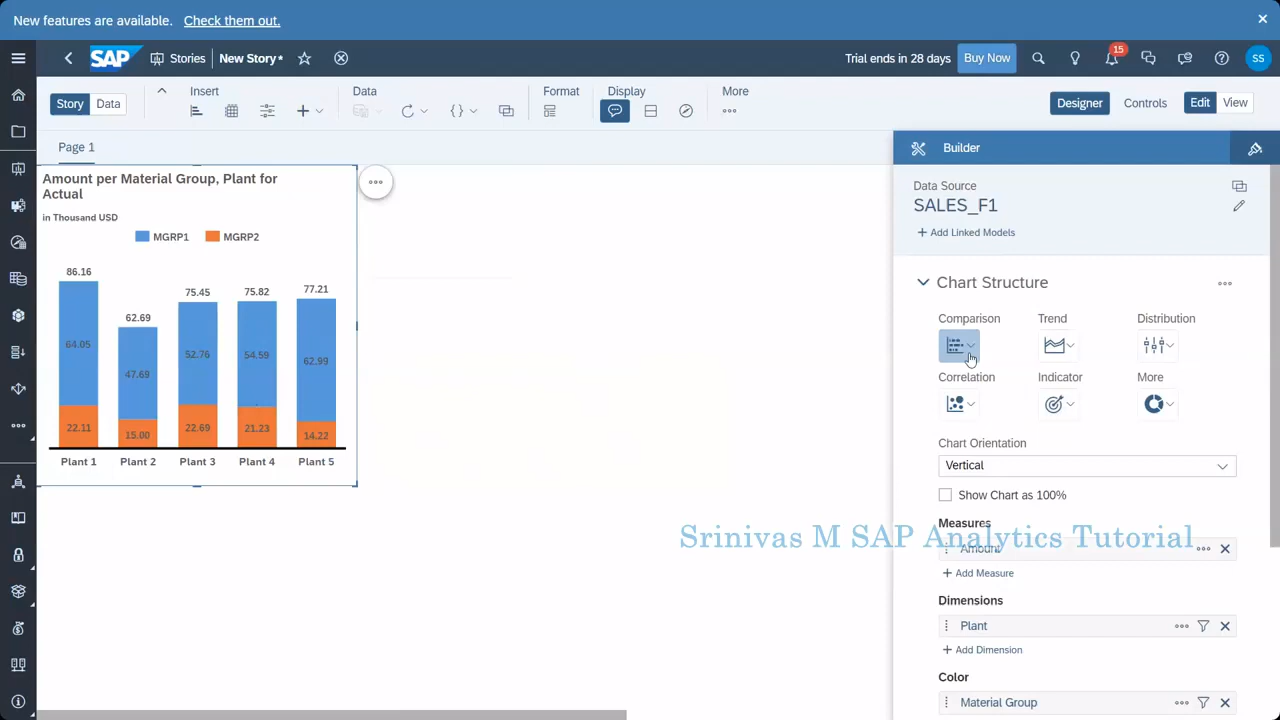 New features are available. Check them out.
SAP Stories New Story* Trial ends in 28 days Buy Now 15 SS
Story Data Insert Data Format Display More Designer Controls Edit View
Page 1
Builder
Data Source
SALES_F1
+ Add Linked Models
Amount per Material Group, Plant for
Actual
in Thousand USD
MGRP1 MGRP2
86.16 62.69 75.45 75.82 77.21
64.05 47.69 52.76 54.59 62.99
22.11 15.00 22.69 21.23 14.22
Plant 1 Plant 2 Plant 3 Plant 4 Plant 5
Chart Structure
Comparison Trend Distribution
Correlation Indicator More
Chart Orientation
Vertical
Show Chart as 100%
Measures
Srinivas M SAP Analytics Tutorial
Amount
+ Add Measure
Dimensions
Plant
+ Add Dimension
Color
Material Group